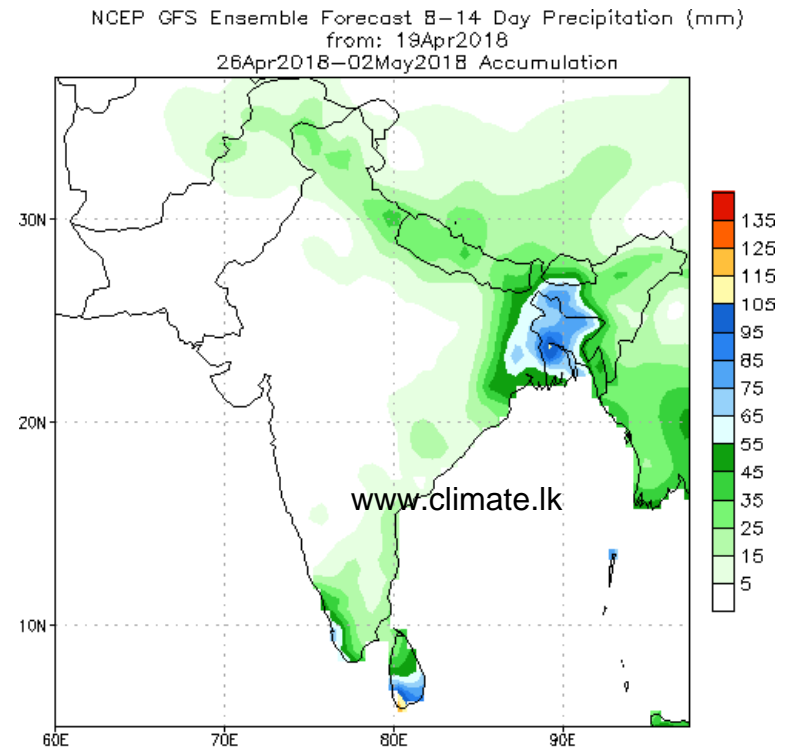 NCEP GFS Ensemble Forecast 8-14 Day Precipitation (mm)
from: 19Apr2018
26Apr2018-02May2018 Accumulation
30N
20N
10N
60E
70E
80E
90E
www.climate.lk
135
125
115
105
95
85
75
65
55
45
35
25
15
5